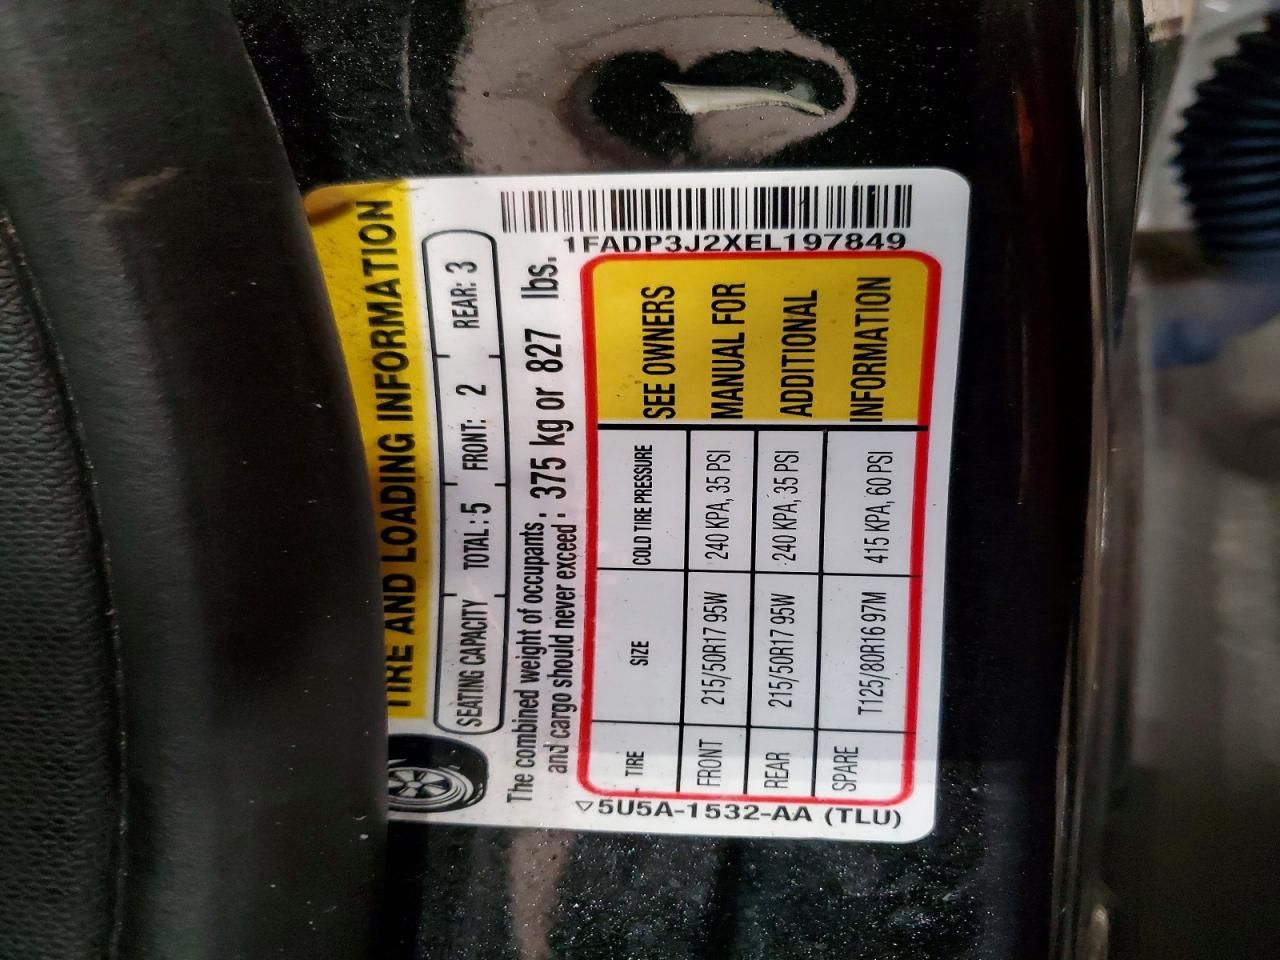 TIRE AND LOADING INFORMATION
SEATING CAPACITY TOTAL: 5 FRONT: 2 REAR: 3
The combined weight of occupants and cargo should never exceed : 375 kg or 827 lbs.
TIRE SIZE COLD TIRE PRESSURE
FRONT 215/50R17 95W 240 KPA, 35 PSI
REAR 215/50R17 95W 240 KPA, 35 PSI
SPARE T125/80R16 97M 415 KPA, 60 PSI
SEE OWNERS
MANUAL FOR
ADDITIONAL
INFORMATION
5U5A-1532-AA (TLU)
1FADP3J2XEL197849